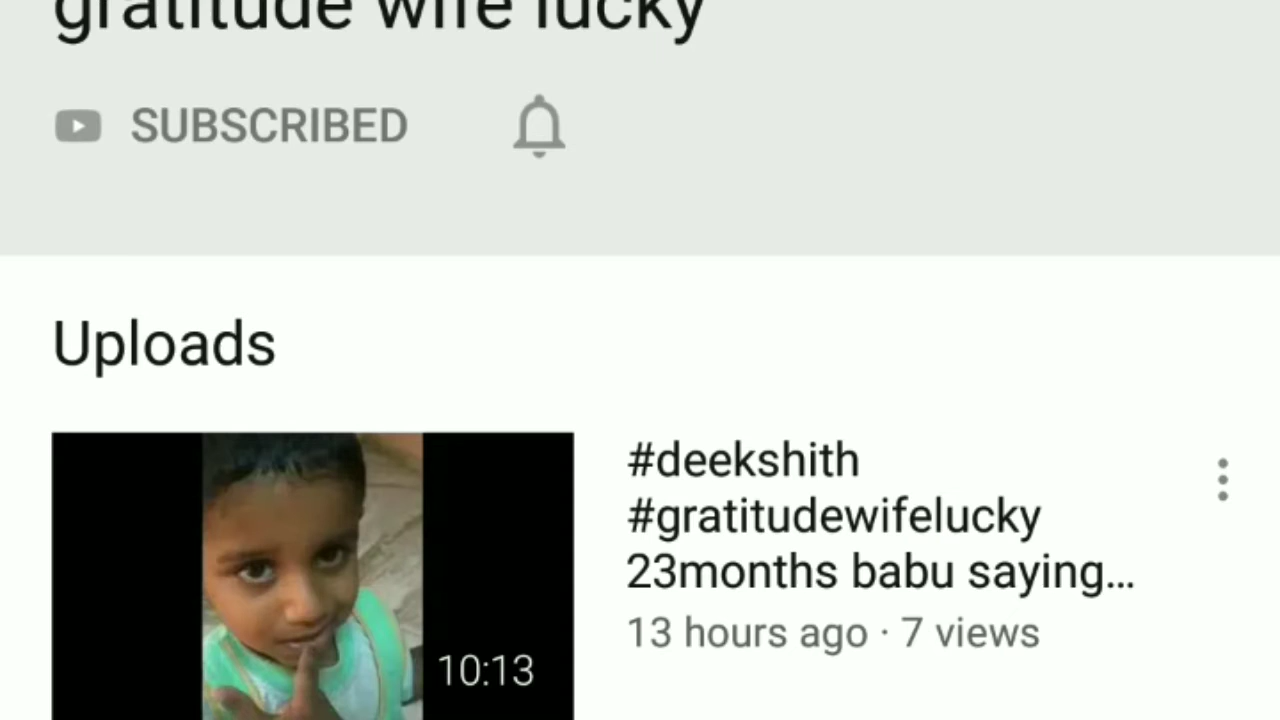 gratitude wife lucky
SUBSCRIBED
Uploads
#deekshith
#gratitudewifelucky
23months babu saying...
13 hours ago · 7 views
10:13